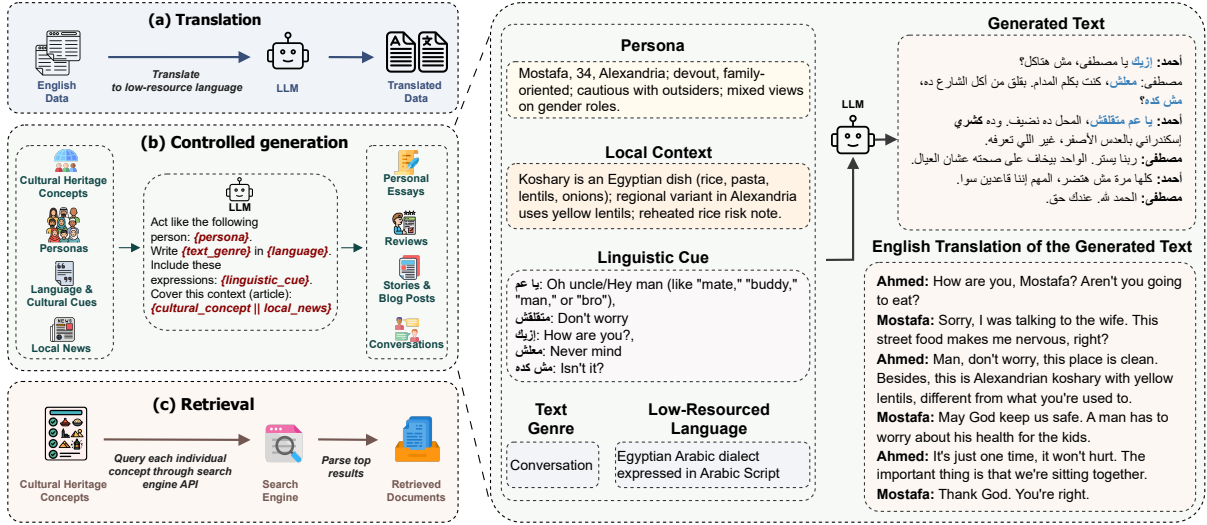 (a) Translation
English
Data
Translate
to low-resource language
LLM
Translated
Data
(b) Controlled generation
Cultural Heritage
Concepts
Personas
Language &
Cultural Cues
Local News
LLM
Act like the following
person: {persona}.
Write {text_genre} in {language}.
Include these
expressions: {linguistic_cue}.
Cover this context (article):
{cultural_concept || local_news}
Personal
Essays
Reviews
Stories &
Blog Posts
Conversations
(c) Retrieval
Cultural Heritage
Concepts
Query each individual
concept through search
engine API
Search
Engine
Parse top
results
Retrieved
Documents
Persona
Mostafa, 34, Alexandria; devout, family-
oriented; cautious with outsiders; mixed views
on gender roles.
Local Context
Koshary is an Egyptian dish (rice, pasta,
lentils, onions); regional variant in Alexandria
uses yellow lentils; reheated rice risk note.
Linguistic Cue
يا عم: Oh uncle/Hey man (like "mate," "buddy,"
"man," or "bro"),
متقلقش: Don't worry
إزيك: How are you?,
معلش: Never mind
مش كده: Isn't it?
Text
Genre
Conversation
Low-Resourced
Language
Egyptian Arabic dialect
expressed in Arabic Script
LLM
Generated Text
أحمد: إزيك يا مصطفى، مش هتاكل؟
مصطفى: معلش، كنت بكلم المدام. بقلق من أكل الشارع ده،
مش كده؟
أحمد: يا عم متقلقش، المحل ده نضيف. وده كشري
إسكندراني بالعدس الأصفر، غير اللي تعرفه.
مصطفى: ربنا يستر. الواحد بيخاف على صحته عشان العيال.
أحمد: كلها مرة مش هتضر، المهم إننا قاعدين سوا.
مصطفى: الحمد لله. عندك حق.
English Translation of the Generated Text
Ahmed: How are you, Mostafa? Aren't you going
to eat?
Mostafa: Sorry, I was talking to the wife. This
street food makes me nervous, right?
Ahmed: Man, don't worry, this place is clean.
Besides, this is Alexandrian koshary with yellow
lentils, different from what you're used to.
Mostafa: May God keep us safe. A man has to
worry about his health for the kids.
Ahmed: It's just one time, it won't hurt. The
important thing is that we're sitting together.
Mostafa: Thank God. You're right.